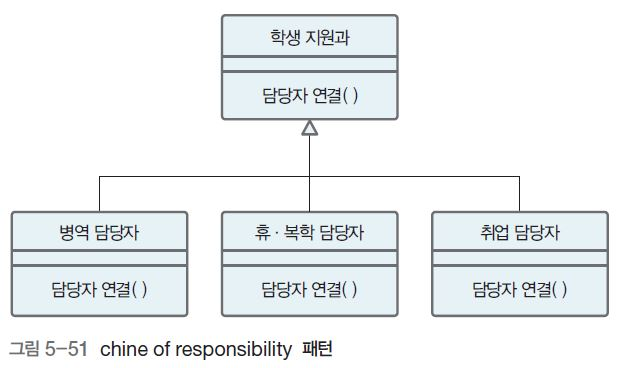 학생 지원과
담당자 연결( )
병역 담당자
휴 · 복학 담당자
취업 담당자
담당자 연결( )
담당자 연결( )
담당자 연결( )
그림 5-51 chine of responsibility 패턴